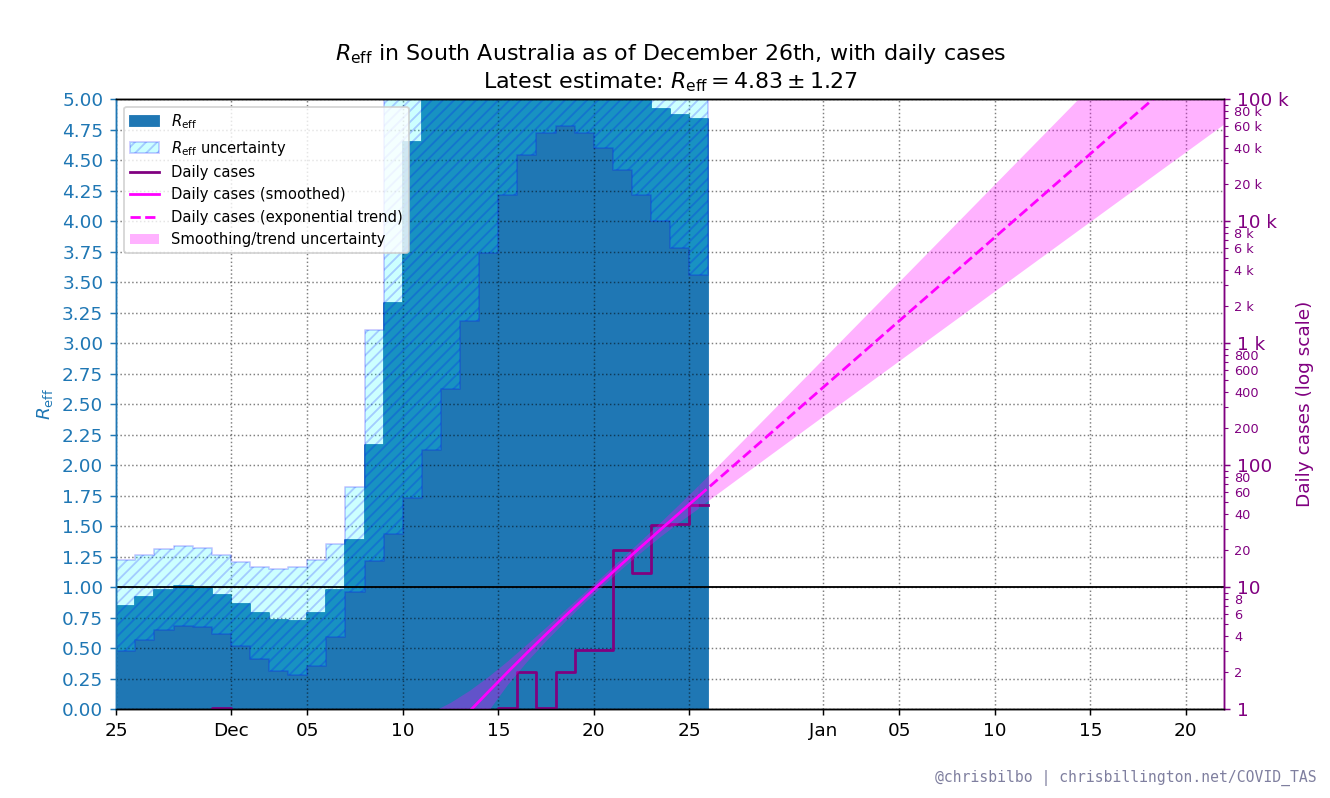 R_eff in South Australia as of December 26th, with daily cases
Latest estimate: R_eff = 4.83 ± 1.27
R_eff
R_eff uncertainty
Daily cases
Daily cases (smoothed)
Daily cases (exponential trend)
Smoothing/trend uncertainty
5.00
4.75
4.50
4.25
4.00
3.75
3.50
3.25
3.00
2.75
2.50
2.25
2.00
1.75
1.50
1.25
1.00
0.75
0.50
0.25
0.00
R_eff
100 k
80 k
60 k
40 k
20 k
10 k
8 k
6 k
4 k
2 k
1 k
800
600
400
200
100
80
60
40
20
10
8
6
4
2
1
Daily cases (log scale)
25 Dec 05 10 15 20 25 Jan 05 10 15 20
@chrisbilbo | chrisbillington.net/COVID_TAS